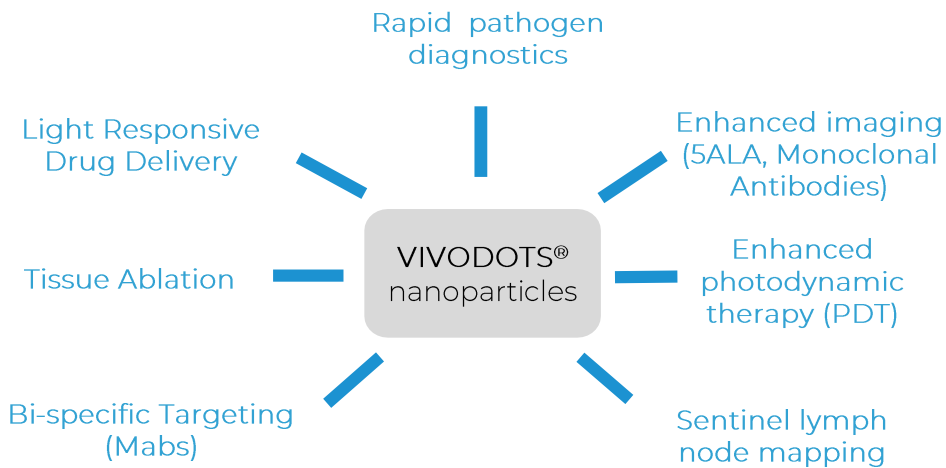 Rapid pathogen
diagnostics
Light Responsive
Drug Delivery
Enhanced imaging
(5ALA, Monoclonal
Antibodies)
VIVODOTS®
nanoparticles
Tissue Ablation
Enhanced
photodynamic
therapy (PDT)
Bi-specific Targeting
(Mabs)
Sentinel lymph
node mapping